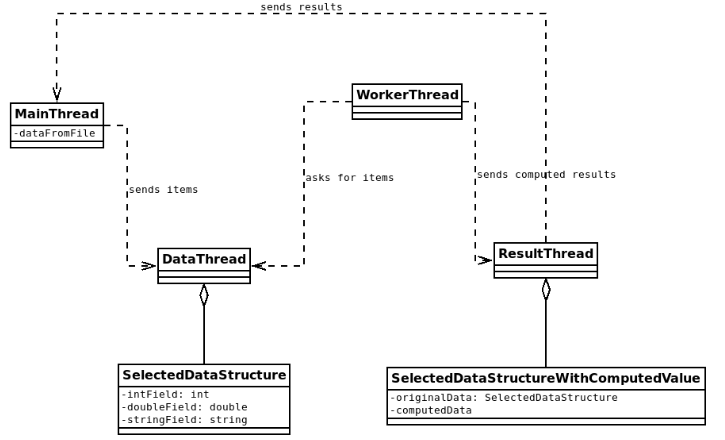 sends results
WorkerThread
MainThread
-dataFromFile
sends items
asks for items
sends computed results
DataThread
ResultThread
SelectedDataStructure
-intField: int
-doubleField: double
-stringField: string
SelectedDataStructureWithComputedValue
-originalData: SelectedDataStructure
-computedData